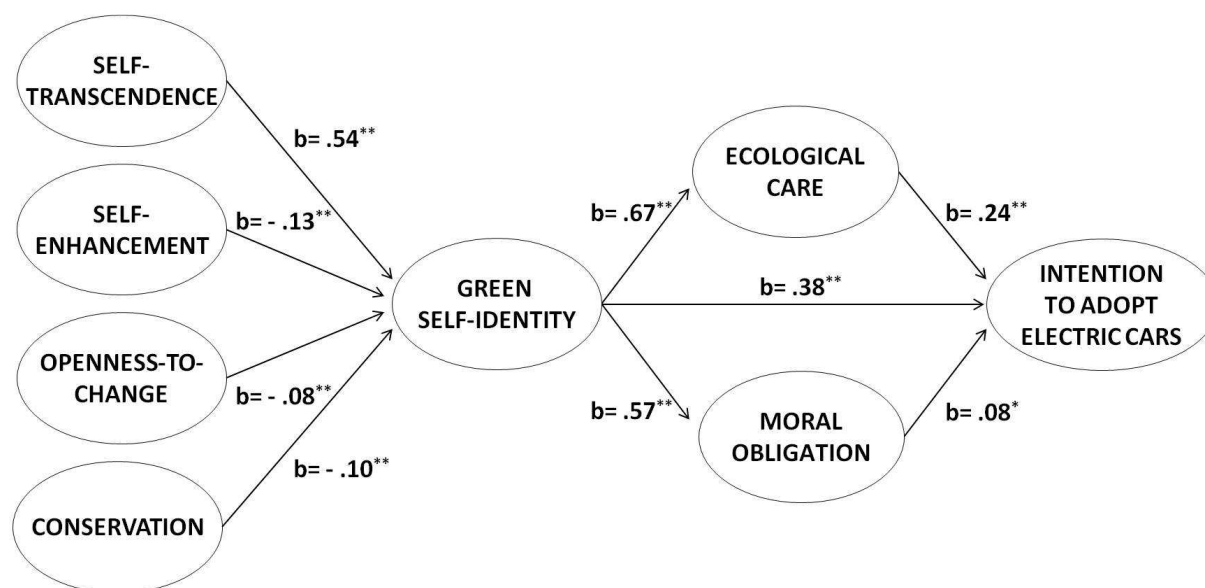 SELF-
TRANSCENDENCE
b= .54**
SELF-
ENHANCEMENT
b= - .13**
OPENNESS-TO-
CHANGE
b= - .08**
CONSERVATION
b= - .10**
GREEN
SELF-IDENTITY
b= .67**
ECOLOGICAL
CARE
b= .24**
b= .38**
b= .57**
MORAL
OBLIGATION
b= .08*
INTENTION
TO ADOPT
ELECTRIC CARS